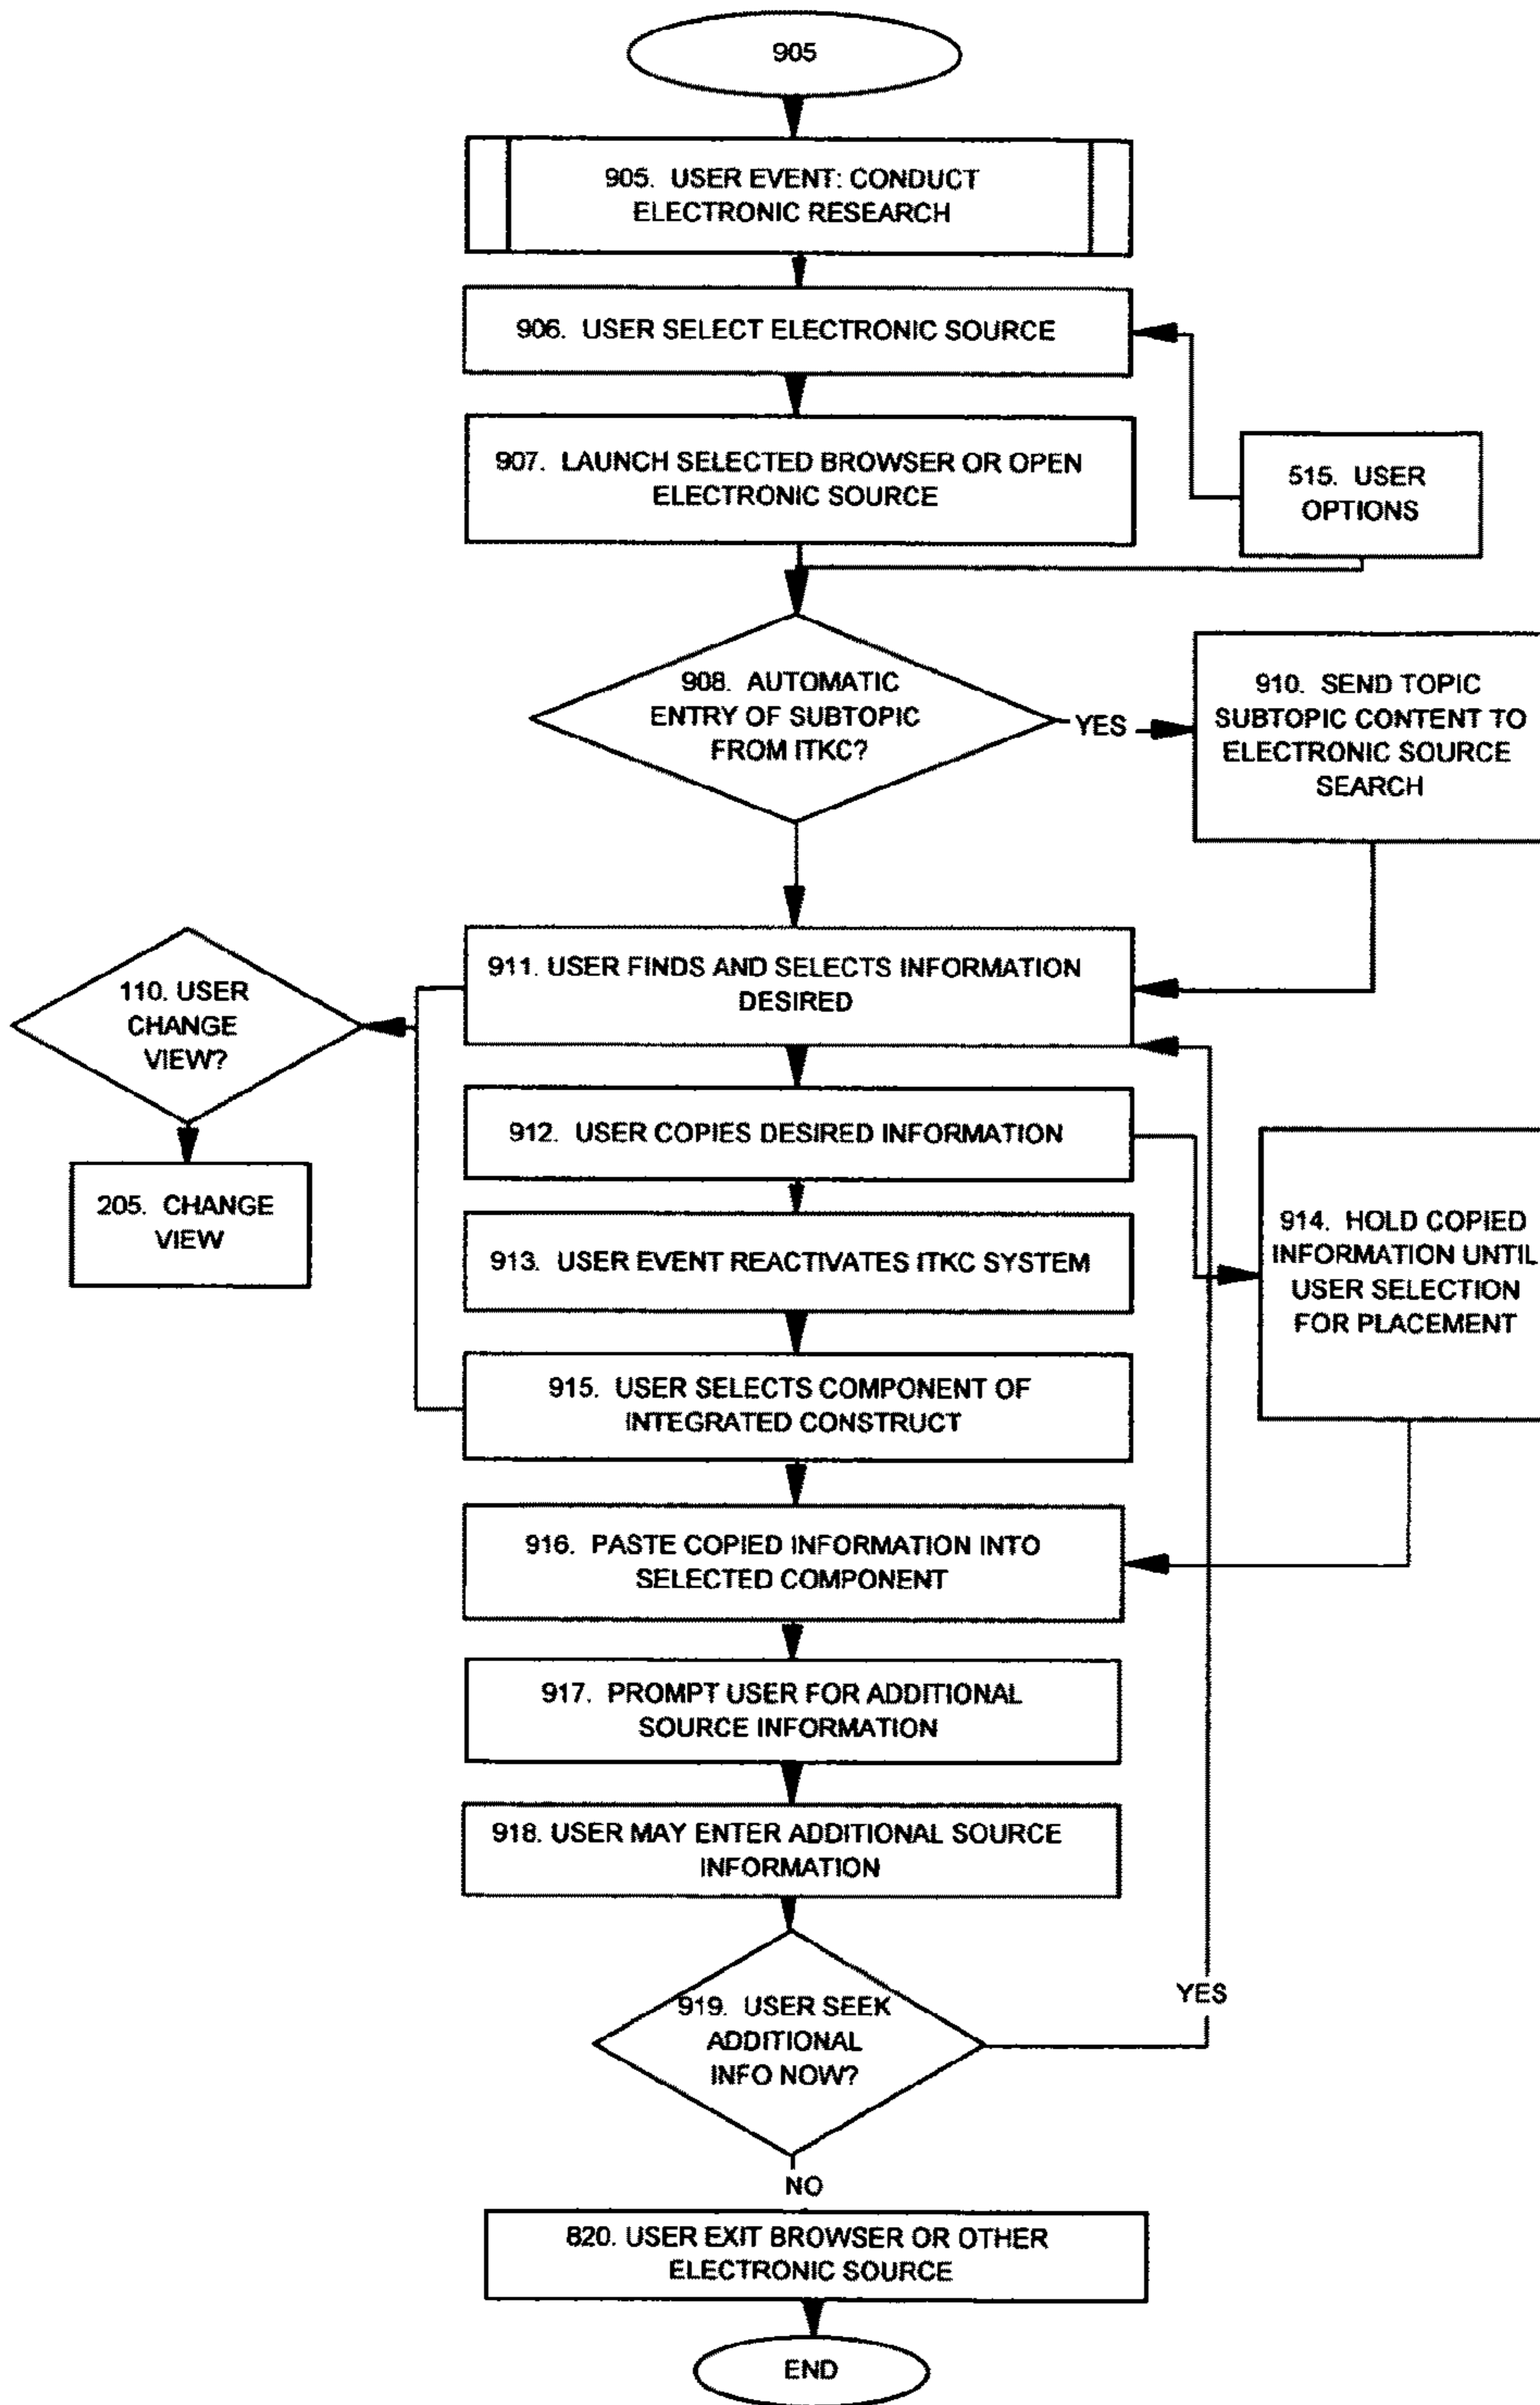 905
905. USER EVENT: CONDUCT
ELECTRONIC RESEARCH
906. USER SELECT ELECTRONIC SOURCE
907. LAUNCH SELECTED BROWSER OR OPEN
ELECTRONIC SOURCE
515. USER
OPTIONS
908. AUTOMATIC
ENTRY OF SUBTOPIC
FROM ITKC?
YES
910. SEND TOPIC
SUBTOPIC CONTENT TO
ELECTRONIC SOURCE
SEARCH
911. USER FINDS AND SELECTS INFORMATION
DESIRED
110. USER
CHANGE
VIEW?
205. CHANGE
VIEW
912. USER COPIES DESIRED INFORMATION
913. USER EVENT REACTIVATES ITKC SYSTEM
914. HOLD COPIED
INFORMATION UNTIL
USER SELECTION
FOR PLACEMENT
915. USER SELECTS COMPONENT OF
INTEGRATED CONSTRUCT
916. PASTE COPIED INFORMATION INTO
SELECTED COMPONENT
917. PROMPT USER FOR ADDITIONAL
SOURCE INFORMATION
918. USER MAY ENTER ADDITIONAL SOURCE
INFORMATION
919. USER SEEK
ADDITIONAL
INFO NOW?
YES
NO
820. USER EXIT BROWSER OR OTHER
ELECTRONIC SOURCE
END